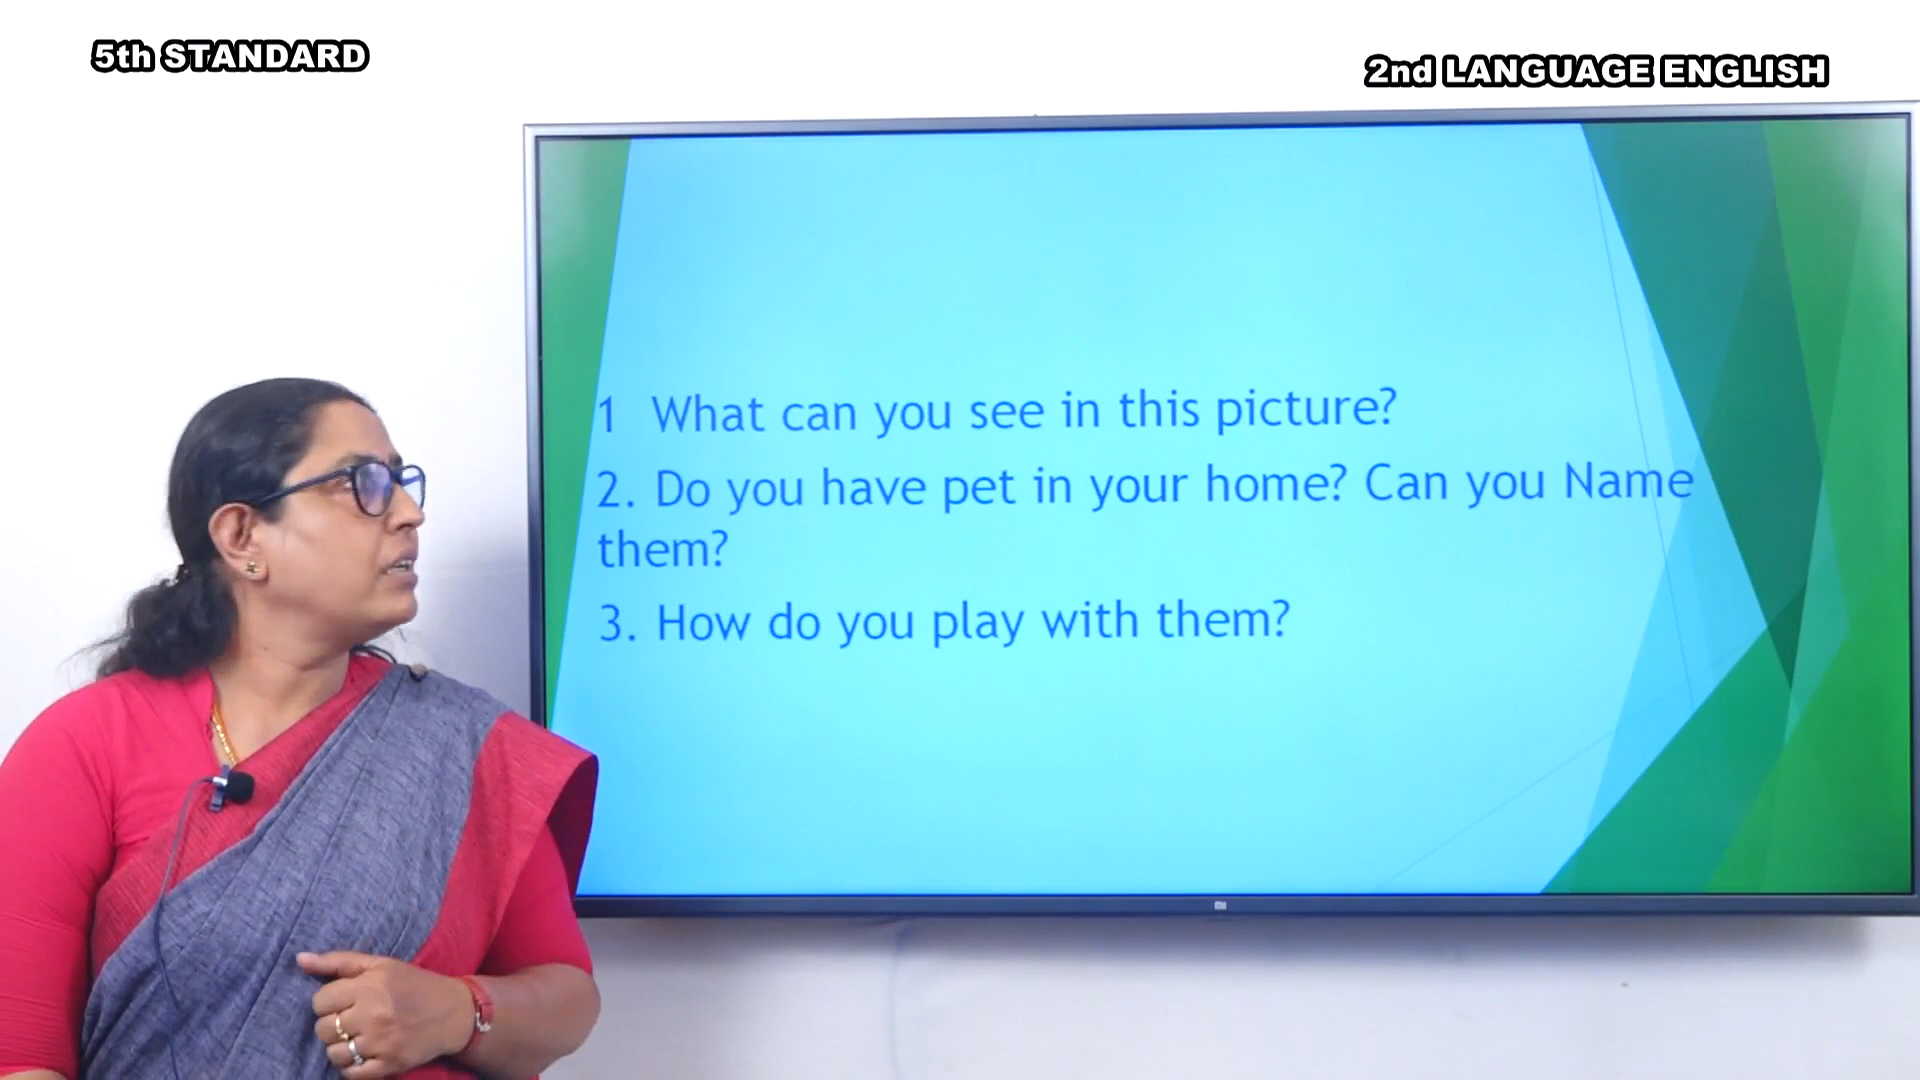 5th STANDARD
2nd LANGUAGE ENGLISH
1 What can you see in this picture?
2. Do you have pet in your home? Can you Name
them?
3. How do you play with them?